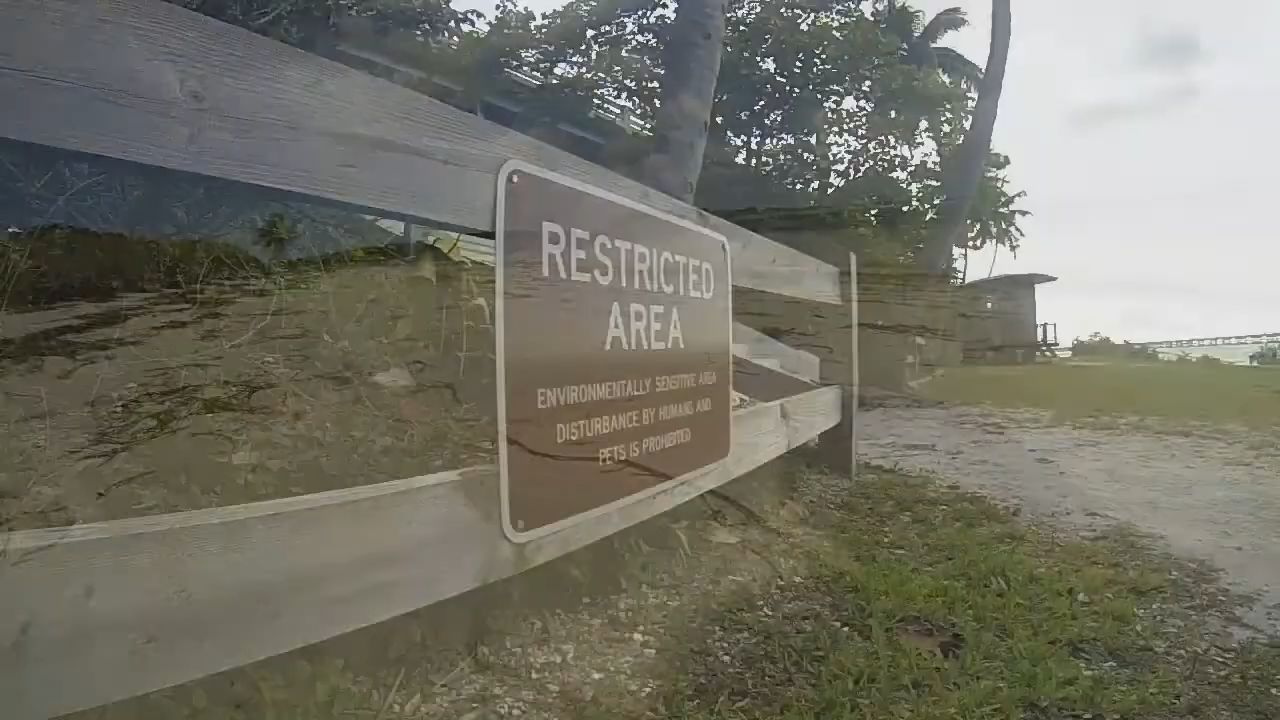 RESTRICTED
AREA
ENVIRONMENTALLY SENSITIVE AREA
DISTURBANCE BY HUMANS AND
PETS IS PROHIBITED